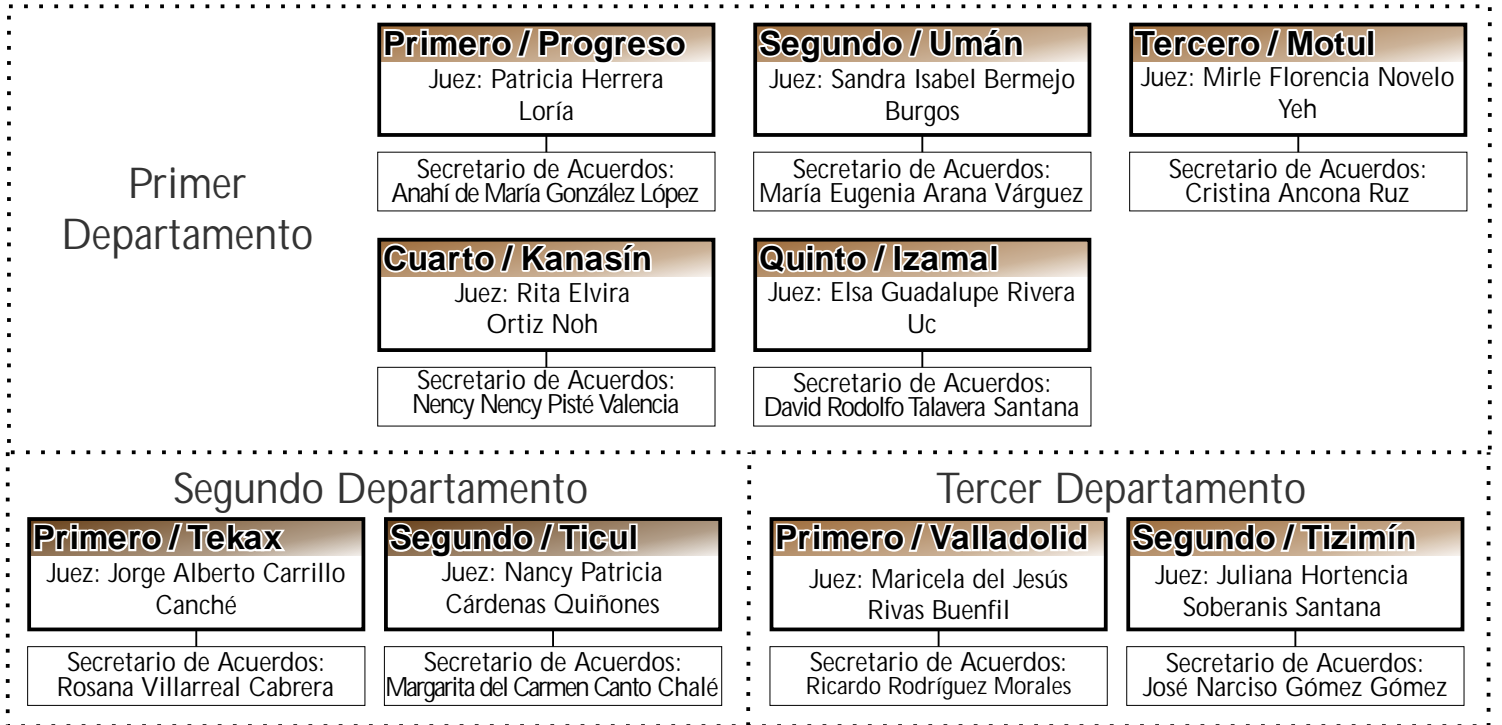 Primer
Departamento
Primero / Progreso
Juez: Patricia Herrera
Loría
Secretario de Acuerdos:
Anahí de María González López
Segundo / Umán
Juez: Sandra Isabel Bermejo
Burgos
Secretario de Acuerdos:
María Eugenia Arana Várguez
Tercero / Motul
Juez: Mirle Florencia Novelo
Yeh
Secretario de Acuerdos:
Cristina Ancona Ruz
Cuarto / Kanasín
Juez: Rita Elvira
Ortiz Noh
Secretario de Acuerdos:
Nency Nency Pisté Valencia
Quinto / Izamal
Juez: Elsa Guadalupe Rivera
Uc
Secretario de Acuerdos:
David Rodolfo Talavera Santana
Segundo Departamento
Primero / Tekax
Juez: Jorge Alberto Carrillo
Canché
Secretario de Acuerdos:
Rosana Villarreal Cabrera
Segundo / Ticul
Juez: Nancy Patricia
Cárdenas Quiñones
Secretario de Acuerdos:
Margarita del Carmen Canto Chalé
Tercer Departamento
Primero / Valladolid
Juez: Maricela del Jesús
Rivas Buenfil
Secretario de Acuerdos:
Ricardo Rodríguez Morales
Segundo / Tizimín
Juez: Juliana Hortencia
Soberanis Santana
Secretario de Acuerdos:
José Narciso Gómez Gómez